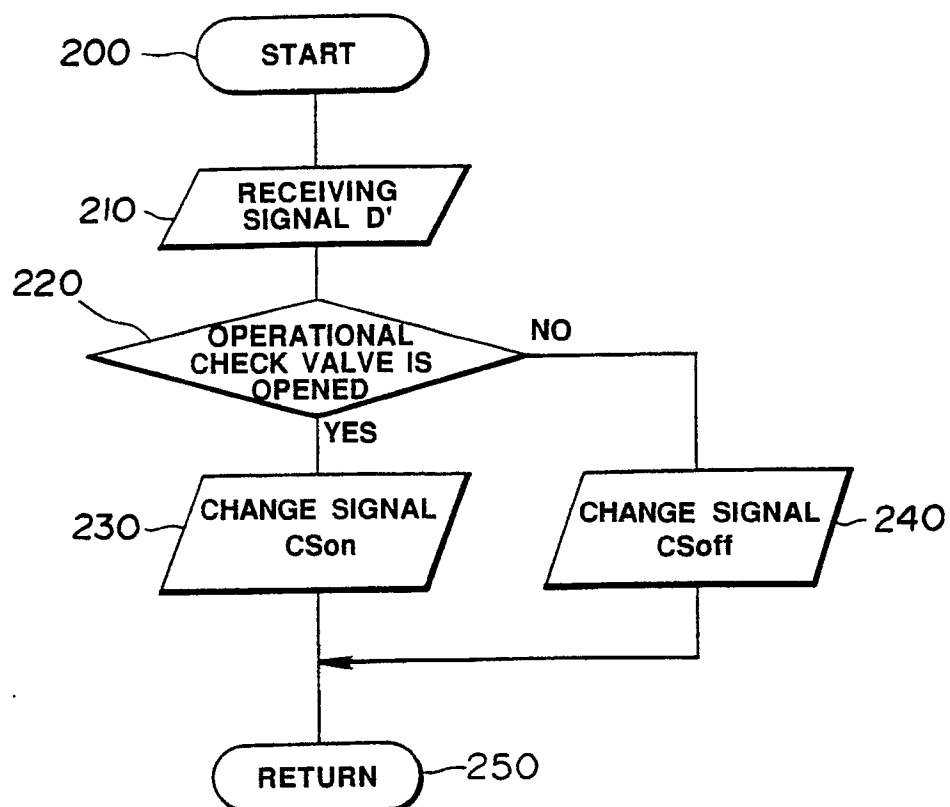 200
START
210
RECEIVING
SIGNAL D'
220
OPERATIONAL
CHECK VALVE IS
OPENED
NO
YES
230
CHANGE SIGNAL
CSon
CHANGE SIGNAL
CSoff
240
RETURN
250